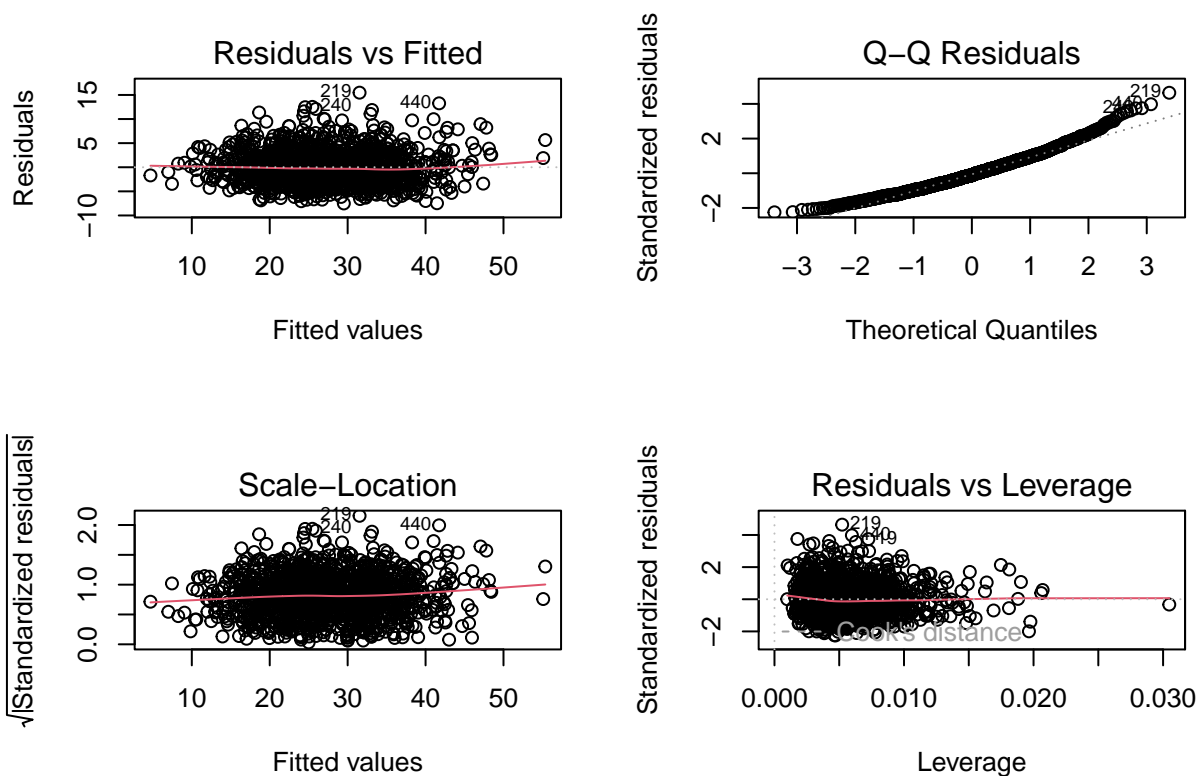 Residuals vs Fitted
Residuals
15
5
−10
219
240
440
10 20 30 40 50
Fitted values
Q−Q Residuals
Standardized residuals
2
−2
219
440
−3 −2 −1 0 1 2 3
Theoretical Quantiles
Scale−Location
√|Standardized residuals|
2.0
1.0
0.0
219
240
440
10 20 30 40 50
Fitted values
Residuals vs Leverage
Standardized residuals
2
−2
219
440
Cook's distance
0.000 0.010 0.020 0.030
Leverage